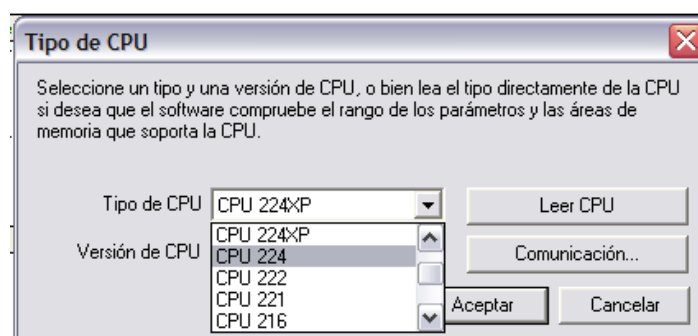 Tipo de CPU
Seleccione un tipo y una versión de CPU, o bien lea el tipo directamente de la CPU
si desea que el software compruebe el rango de los parámetros y las áreas de
memoria que soporta la CPU.
Tipo de CPU CPU 224XP Leer CPU
CPU 224XP
Versión de CPU CPU 224 Comunicación...
CPU 222
CPU 221 Aceptar Cancelar
CPU 216